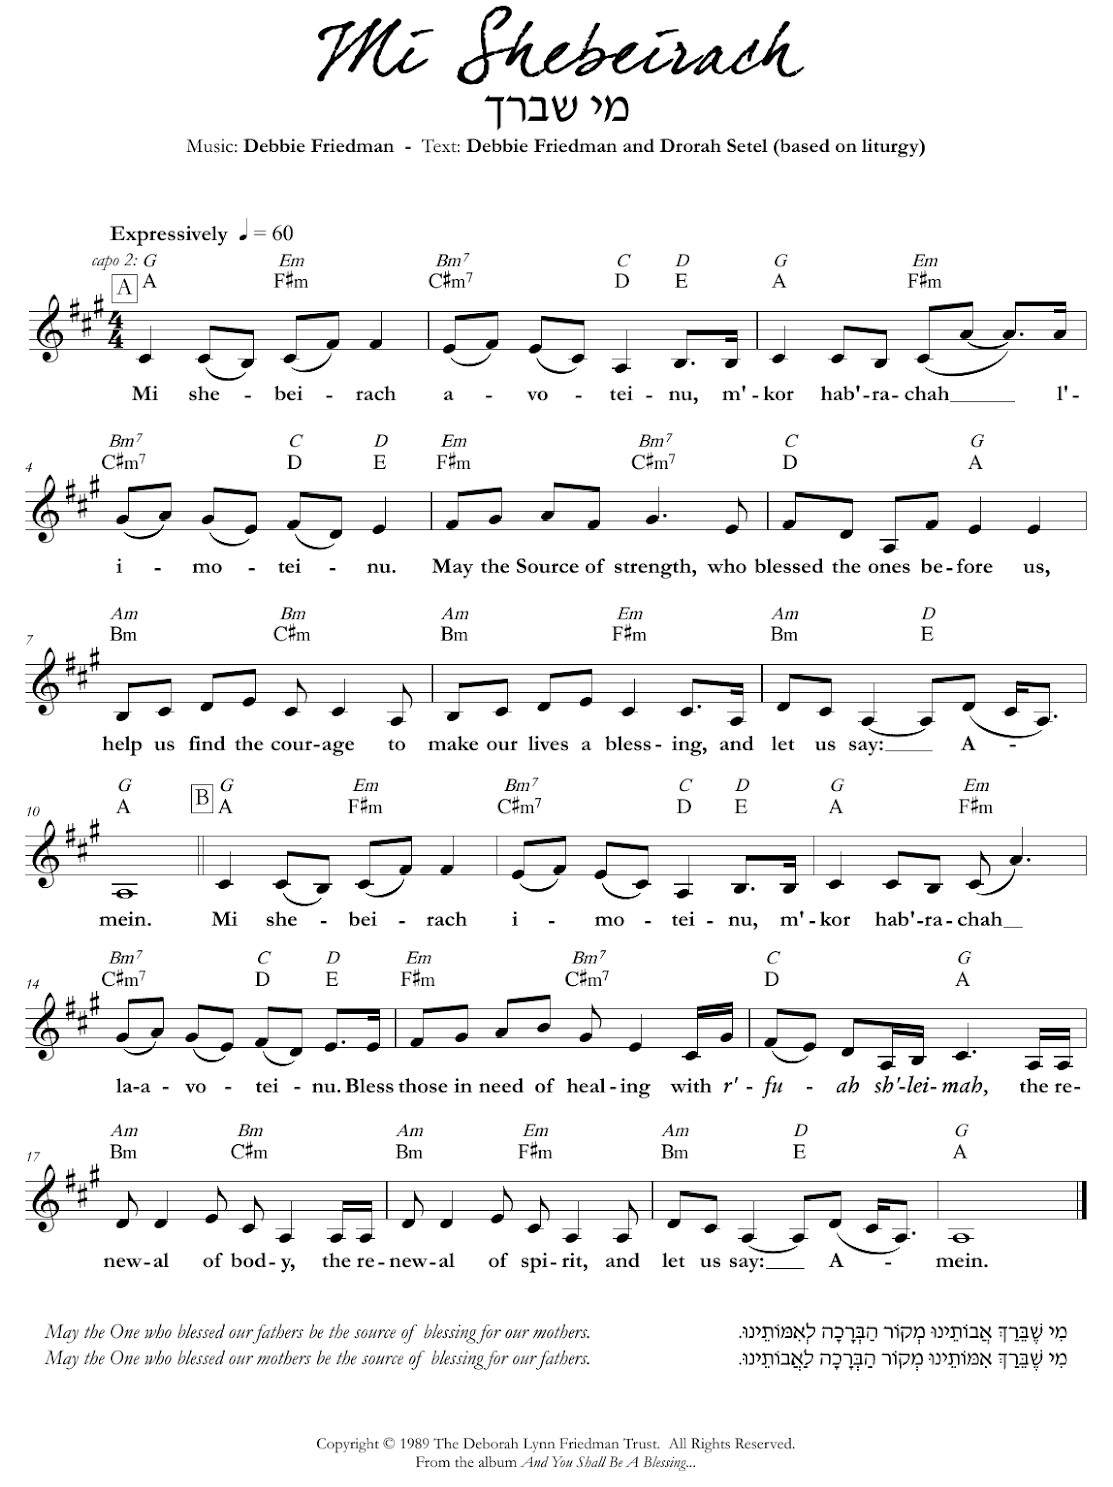 Mi Shebeirach
מי שברך
Music: Debbie Friedman - Text: Debbie Friedman and Drorah Setel (based on liturgy)
Expressively ♩ = 60
capo 2: G Em Bm7 C D G Em
A A F#m C#m7 D E A F#m
4
4
Mi she - bei - rach a - vo - tei - nu, m' - kor hab' - ra - chah l' -
Bm7 C D Em Bm7 C G
4 C#m7 D E F#m C#m7 D A
i - mo - tei - nu. May the Source of strength, who blessed the ones be - fore us,
Am Bm Am Em Am D
7 Bm C#m Bm F#m Bm E
help us find the cour - age to make our lives a bless - ing, and let us say: A -
G G Em Bm7 C D G Em
10 A B A F#m C#m7 D E A F#m
mein. Mi she - bei - rach i - mo - tei - nu, m' - kor hab' - ra - chah
Bm7 C D Em Bm7 C G
14 C#m7 D E F#m C#m7 D A
la-a - vo - tei - nu. Bless those in need of heal - ing with r' - fu - ah sh' - lei - mah, the re -
Am Bm Am Em Am D G
17 Bm C#m Bm F#m Bm E A
new - al of bod - y, the re - new - al of spi - rit, and let us say: A - mein.
May the One who blessed our fathers be the source of blessing for our mothers.
מִי שֶׁבֵּרַךְ אֲבוֹתֵינוּ מְקוֹר הַבְּרָכָה לְאִמּוֹתֵינוּ.
May the One who blessed our mothers be the source of blessing for our fathers.
מִי שֶׁבֵּרַךְ אִמּוֹתֵינוּ מְקוֹר הַבְּרָכָה לַאֲבוֹתֵינוּ.
Copyright © 1989 The Deborah Lynn Friedman Trust. All Rights Reserved.
From the album And You Shall Be A Blessing...